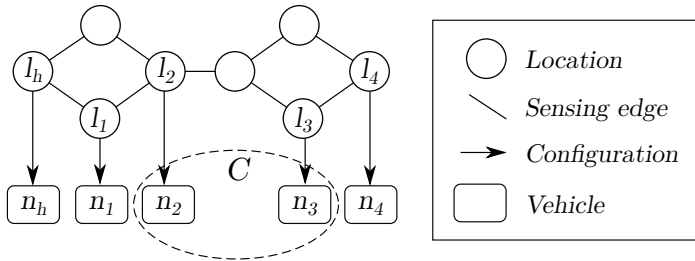 l_h l_2 l_4
l_1 l_3
C
n_h n_1 n_2 n_3 n_4
Location
Sensing edge
Configuration
Vehicle